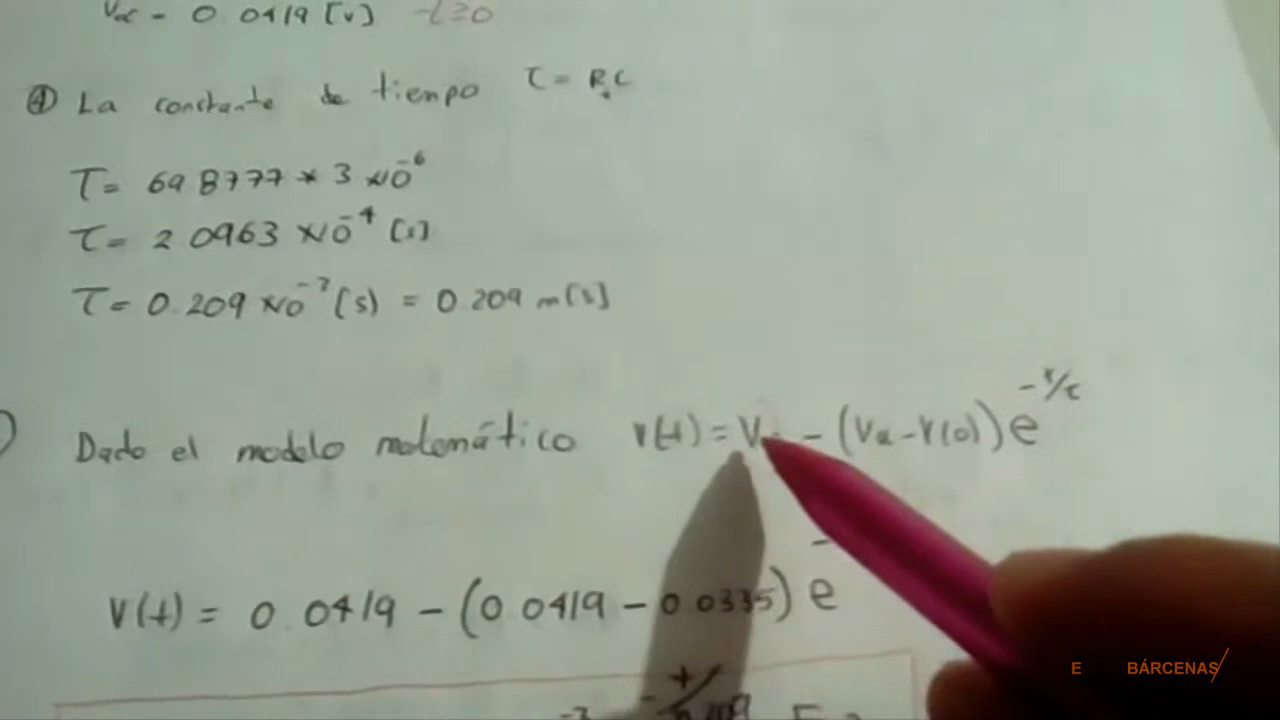 Vα = 0.0419 [v] t≥0
④ La constante de tiempo τ = R.C
τ = 69.8777 * 3 x10⁻⁶
τ = 2.0963 x10⁻⁴ [s]
τ = 0.209 x10⁻³ [s] = 0.209 m[s]
Dado el modelo matemático v(t) = V - (Vα - V(0)) e^-t/τ
V(t) = 0.0419 - (0.0419 - 0.0335) e^-
E BÁRCENAS